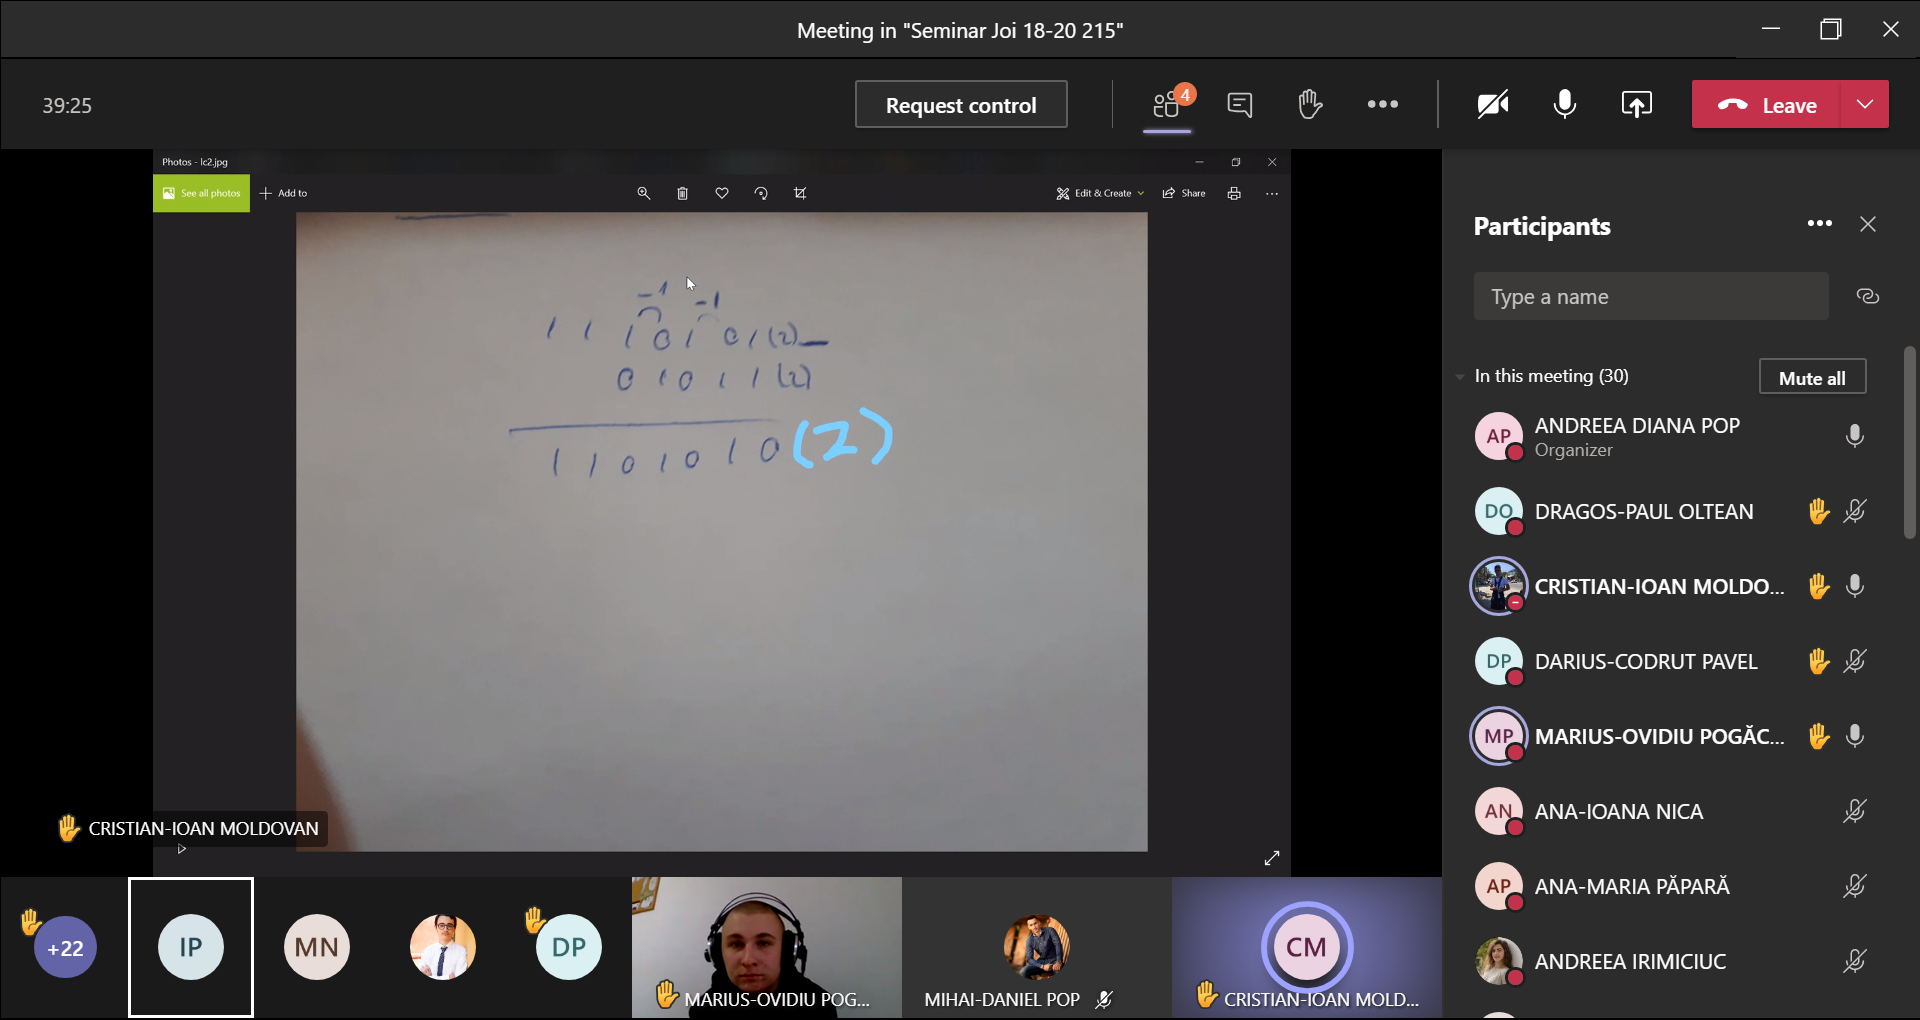 Meeting in "Seminar Joi 18-20 215"
39:25
Request control
4
Leave
Photos - lc2.jpg
See all photos
Add to
Edit & Create
Share
-1 -1
1 1 1 0 1 0 1 (2) -
0 1 0 1 1 (2)
1 1 0 1 0 1 0 (2)
CRISTIAN-IOAN MOLDOVAN
+22
IP
MN
DP
MARIUS-OVIDIU POG...
MIHAI-DANIEL POP
CM
CRISTIAN-IOAN MOLD...
Participants
Type a name
In this meeting (30)
Mute all
AP
ANDREEA DIANA POP
Organizer
DO
DRAGOS-PAUL OLTEAN
CRISTIAN-IOAN MOLDO...
DP
DARIUS-CODRUT PAVEL
MP
MARIUS-OVIDIU POGĂC...
AN
ANA-IOANA NICA
AP
ANA-MARIA PĂPARĂ
ANDREEA IRIMICIUC